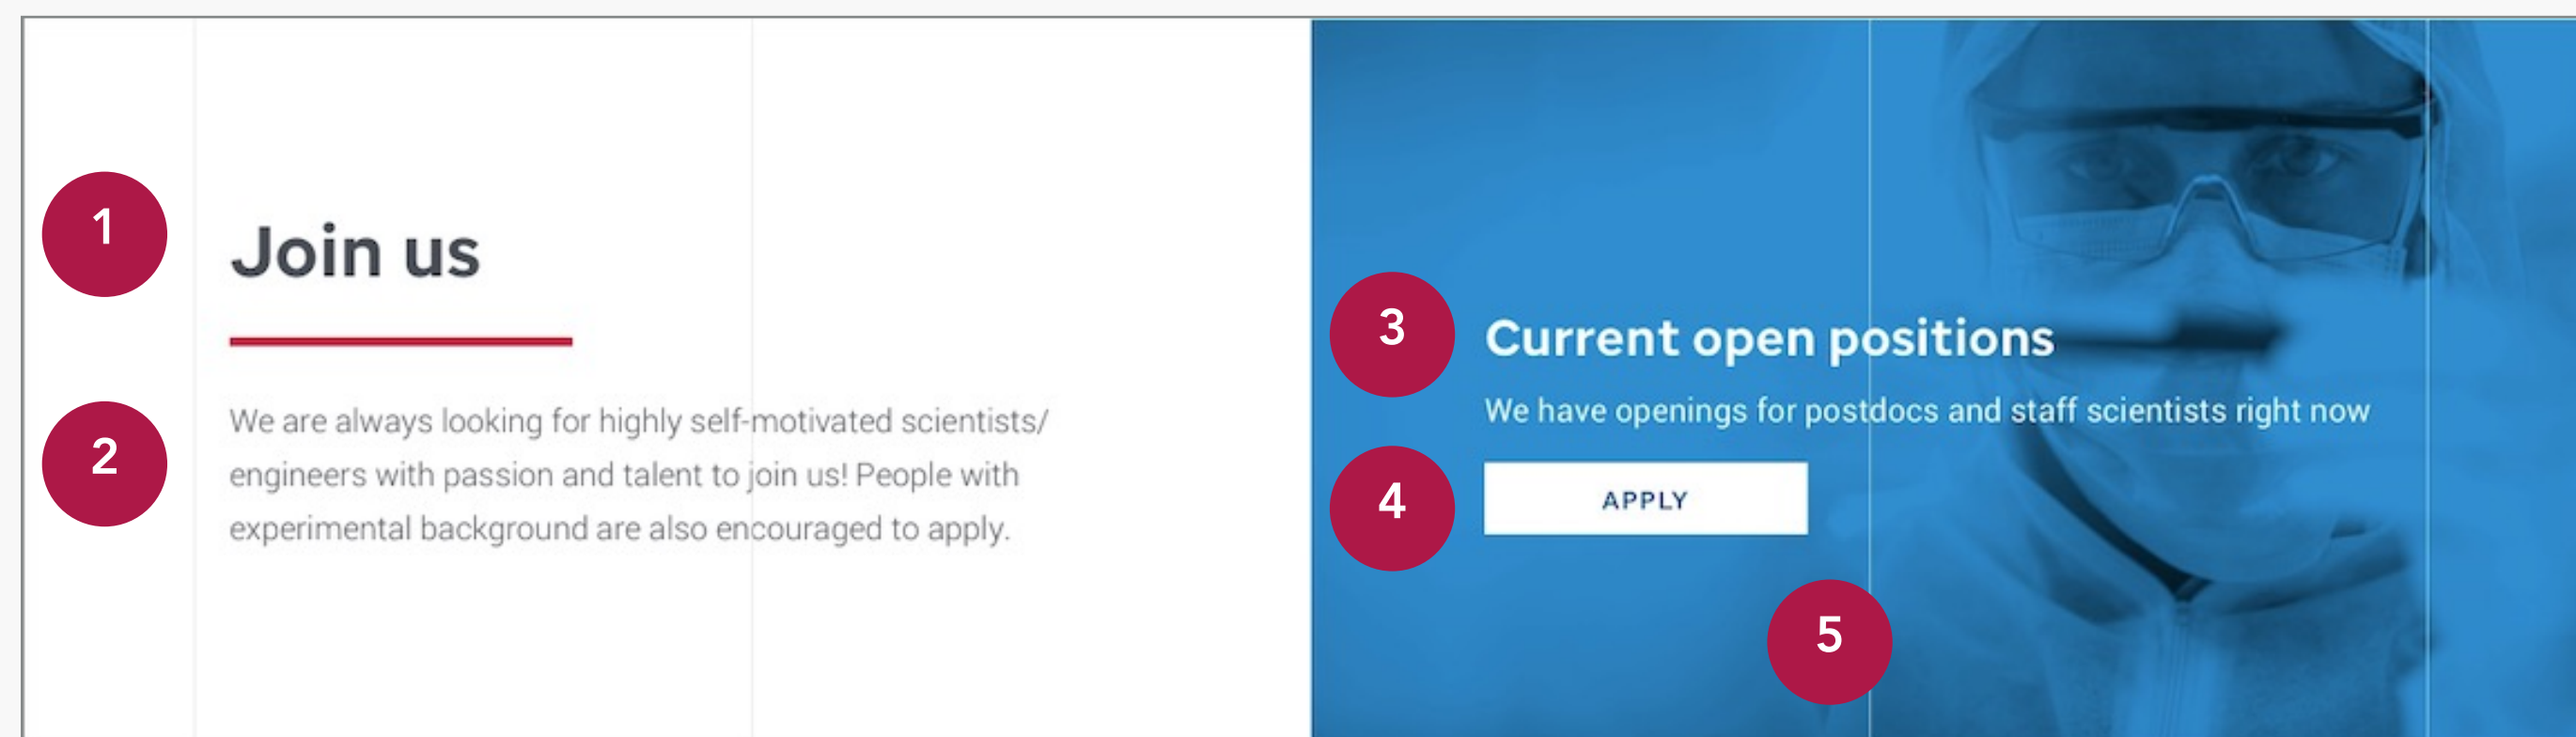 1
Join us
2
We are always looking for highly self-motivated scientists/
engineers with passion and talent to join us! People with
experimental background are also encouraged to apply.
3
Current open positions
We have openings for postdocs and staff scientists right now
4
APPLY
5